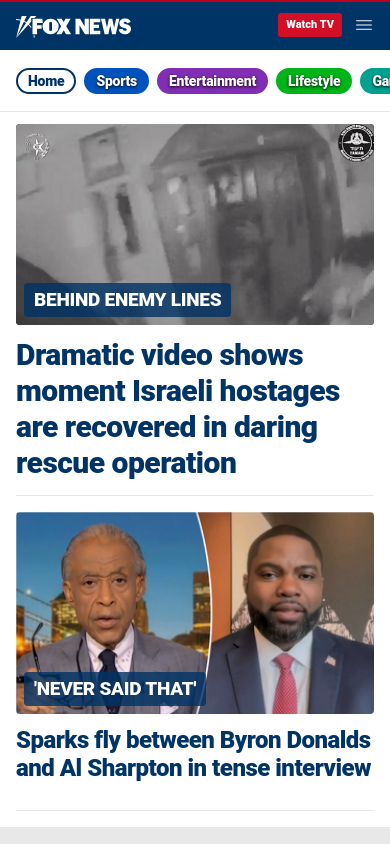 FOX NEWS
Watch TV
Home
Sports
Entertainment
Lifestyle
Ga
BEHIND ENEMY LINES
Dramatic video shows
moment Israeli hostages
are recovered in daring
rescue operation
'NEVER SAID THAT'
Sparks fly between Byron Donalds
and Al Sharpton in tense interview